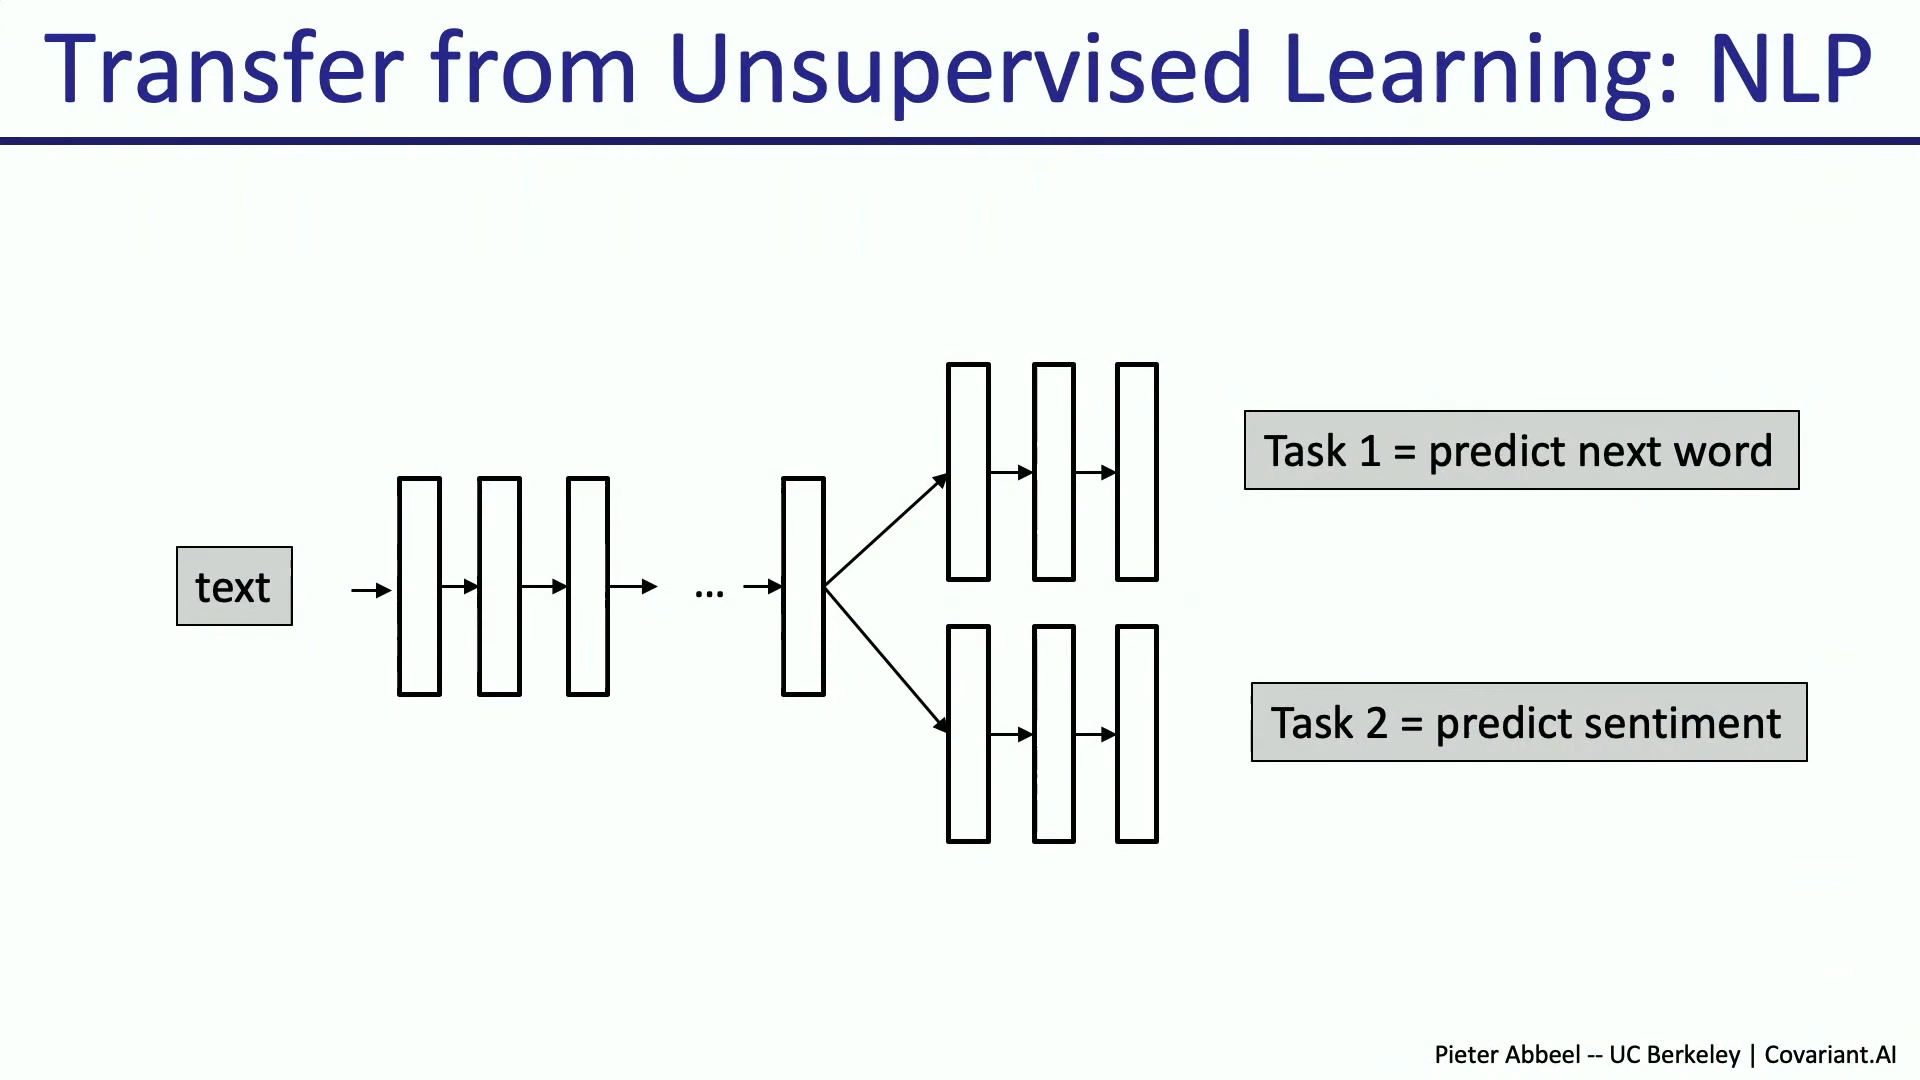 Transfer from Unsupervised Learning: NLP
text
...
Task 1 = predict next word
Task 2 = predict sentiment
Pieter Abbeel -- UC Berkeley | Covariant.AI